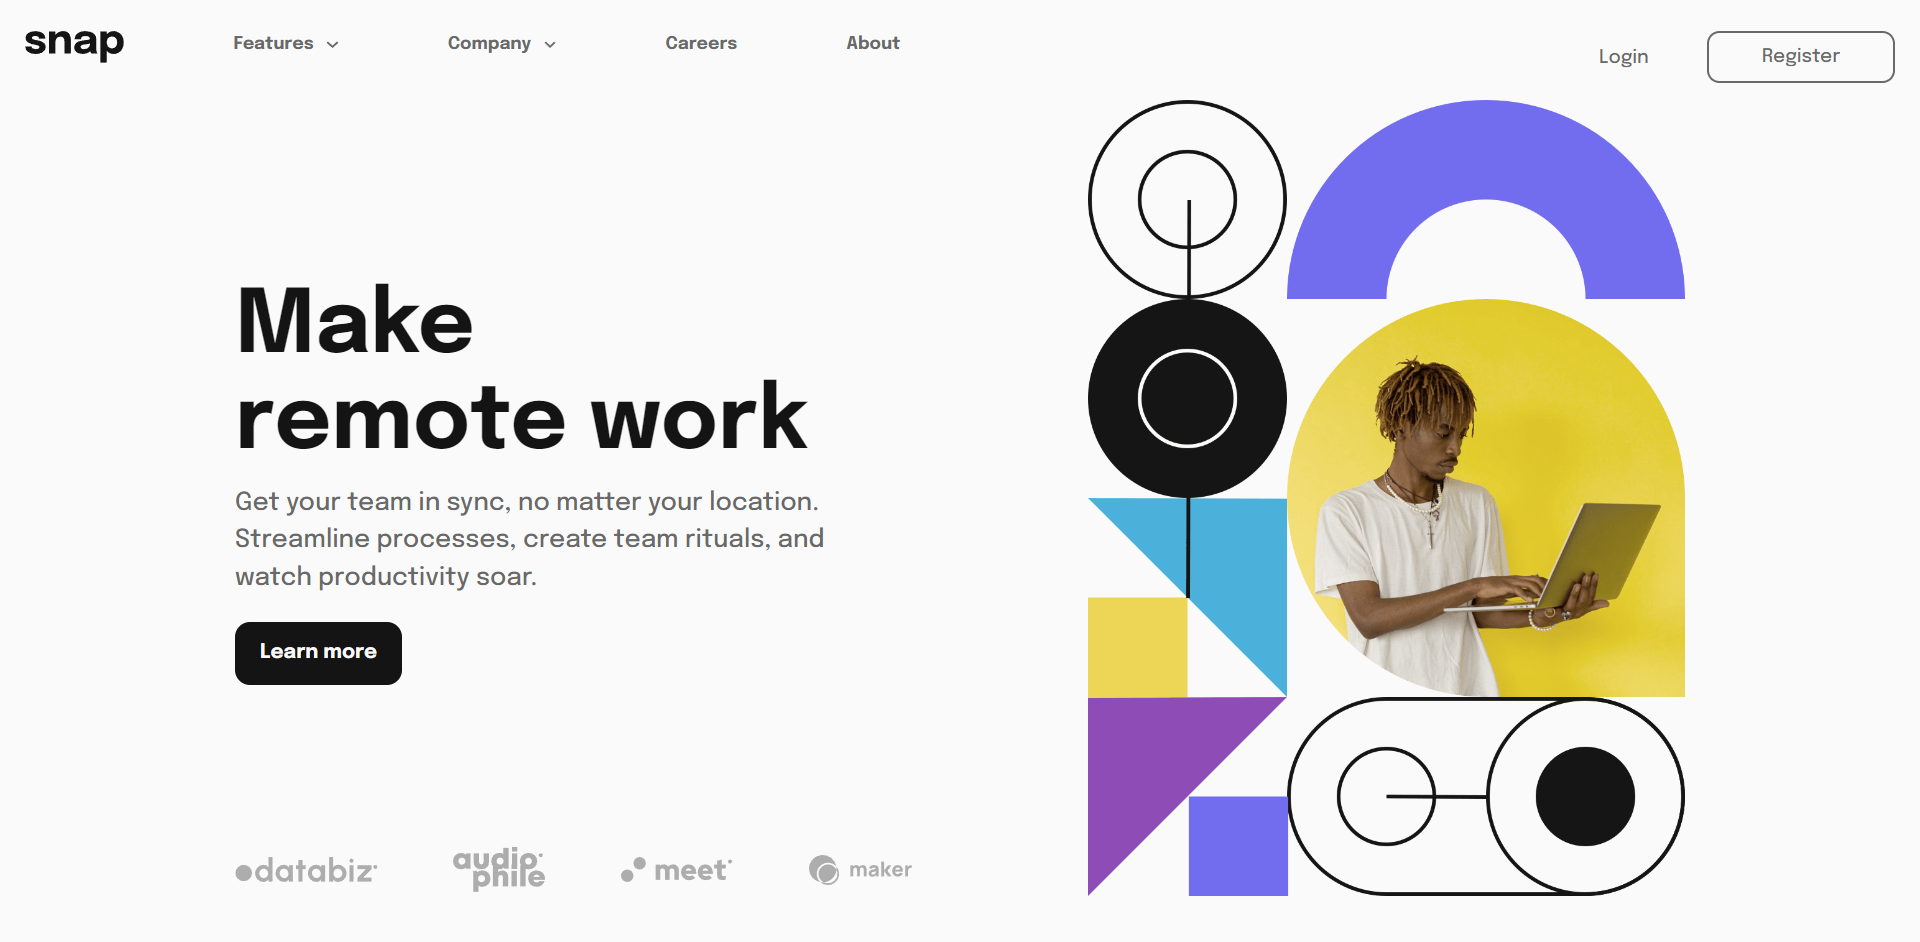 snap
Features
Company
Careers
About
Login
Register
Make
remote work
Get your team in sync, no matter your location.
Streamline processes, create team rituals, and
watch productivity soar.
Learn more
databiz
audio
phile
meet
maker